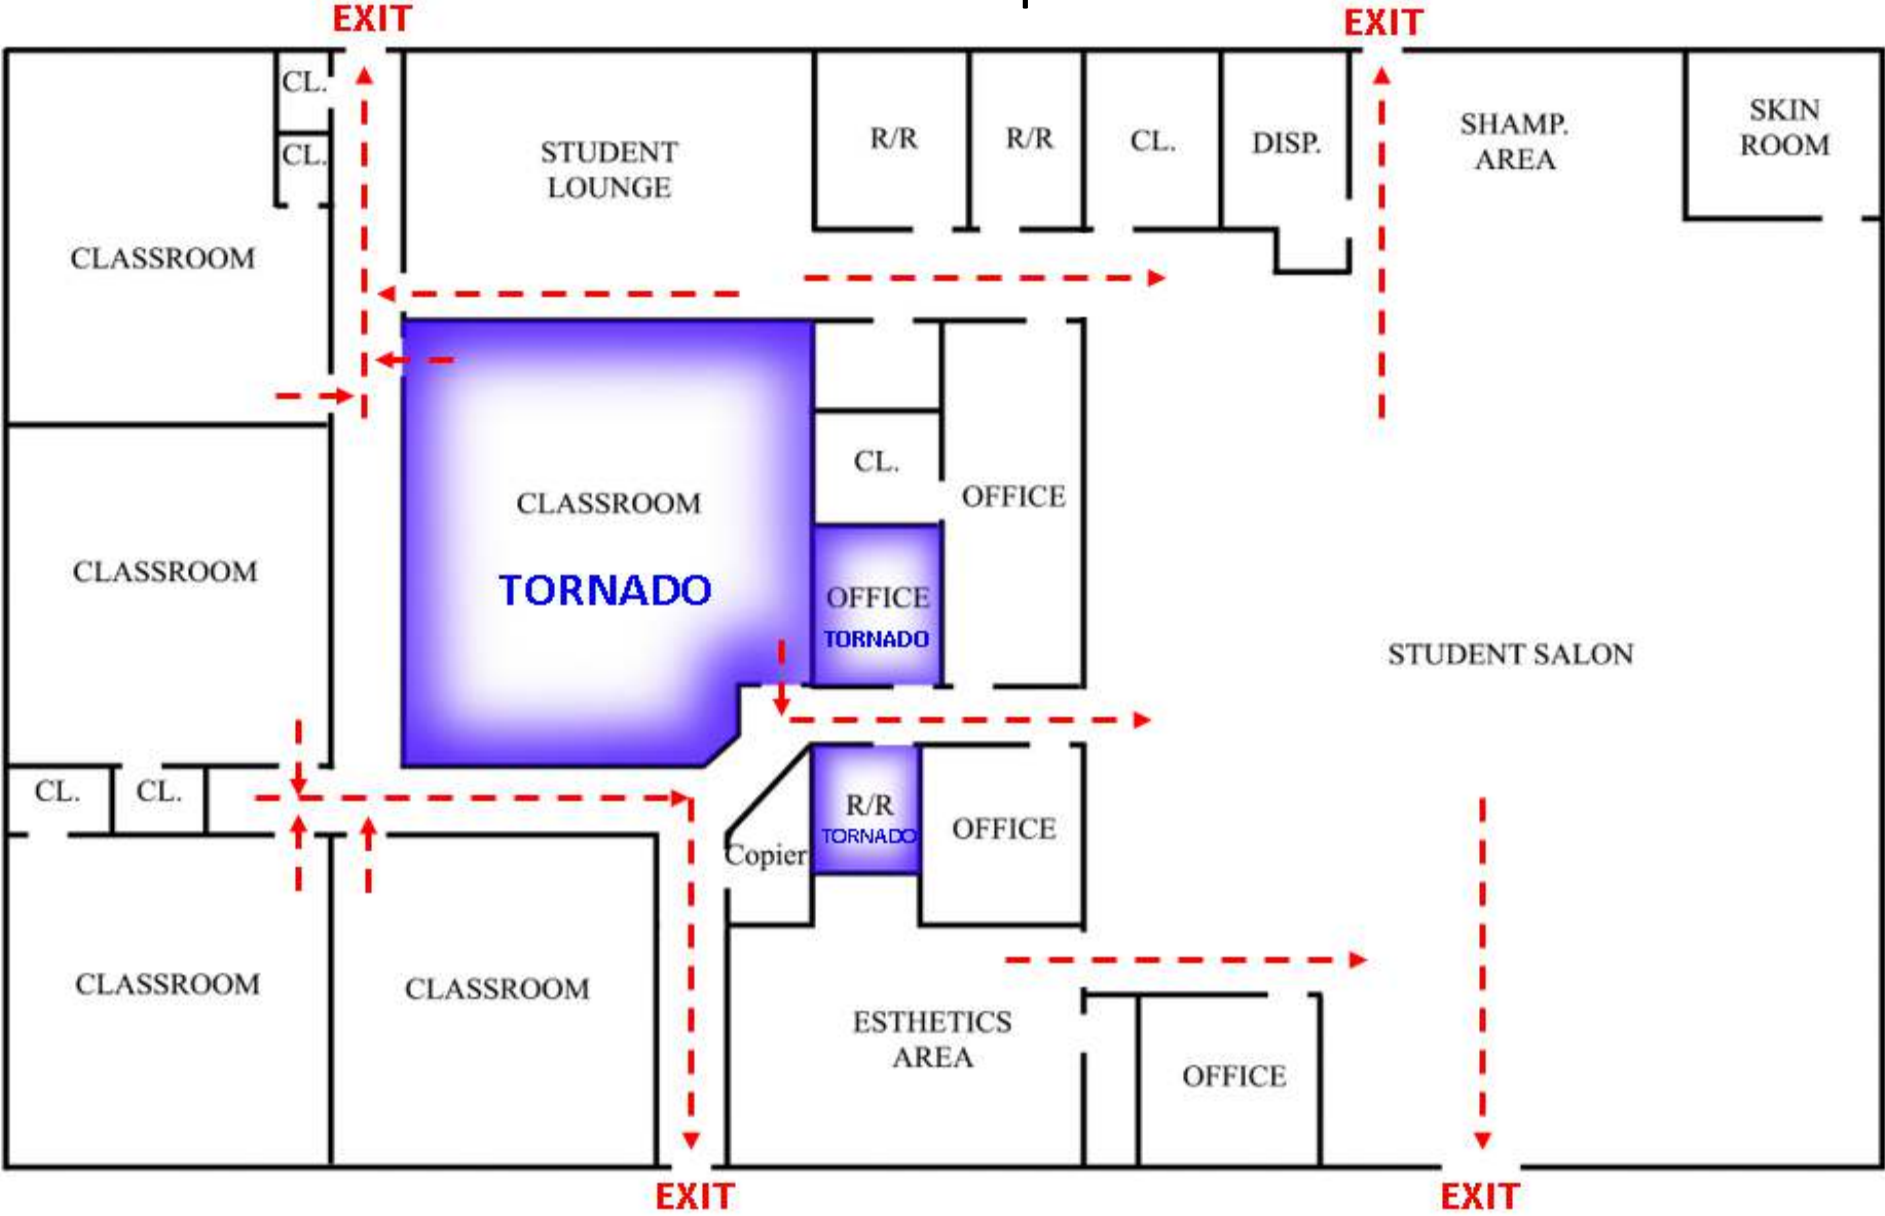 EXIT
EXIT
CL.
CL.
STUDENT
LOUNGE
R/R
R/R
CL.
DISP.
SHAMP.
AREA
SKIN
ROOM
CLASSROOM
CLASSROOM
TORNADO
CL.
OFFICE
OFFICE
TORNADO
CLASSROOM
STUDENT SALON
CL.
CL.
R/R
TORNADO
OFFICE
Copier
CLASSROOM
CLASSROOM
ESTHETICS
AREA
OFFICE
EXIT
EXIT